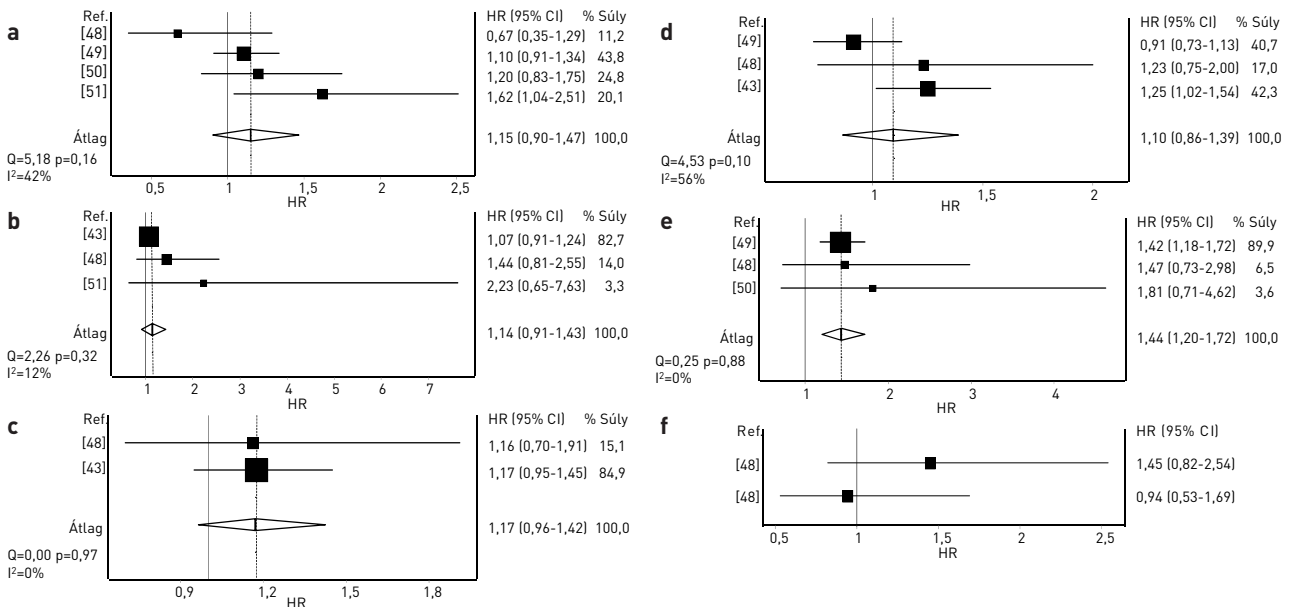 a
Ref. HR (95% CI) % Súly
[48] 0,67 (0,35-1,29) 11,2
[49] 1,10 (0,91-1,34) 43,8
[50] 1,20 (0,83-1,75) 24,8
[51] 1,62 (1,04-2,51) 20,1
Átlag 1,15 (0,90-1,47) 100,0
Q=5,18 p=0,16
I²=42%
0,5 1 1,5 2 2,5
HR
b
Ref. HR (95% CI) % Súly
[43] 1,07 (0,91-1,24) 82,7
[48] 1,44 (0,81-2,55) 14,0
[51] 2,23 (0,65-7,63) 3,3
Átlag 1,14 (0,91-1,43) 100,0
Q=2,26 p=0,32
I²=12%
1 2 3 4 5 6 7
HR
c
Ref. HR (95% CI) % Súly
[48] 1,16 (0,70-1,91) 15,1
[43] 1,17 (0,95-1,45) 84,9
Átlag 1,17 (0,96-1,42) 100,0
Q=0,00 p=0,97
I²=0%
0,9 1,2 1,5 1,8
HR
d
Ref. HR (95% CI) % Súly
[49] 0,91 (0,73-1,13) 40,7
[48] 1,23 (0,75-2,00) 17,0
[43] 1,25 (1,02-1,54) 42,3
Átlag 1,10 (0,86-1,39) 100,0
Q=4,53 p=0,10
I²=56%
1 1,5 2
HR
e
Ref. HR (95% CI) % Súly
[49] 1,42 (1,18-1,72) 89,9
[48] 1,47 (0,73-2,98) 6,5
[50] 1,81 (0,71-4,62) 3,6
Átlag 1,44 (1,20-1,72) 100,0
Q=0,25 p=0,88
I²=0%
1 2 3 4
HR
f
Ref. HR (95% CI)
[48] 1,45 (0,82-2,54)
[48] 0,94 (0,53-1,69)
0,5 1 1,5 2 2,5
HR